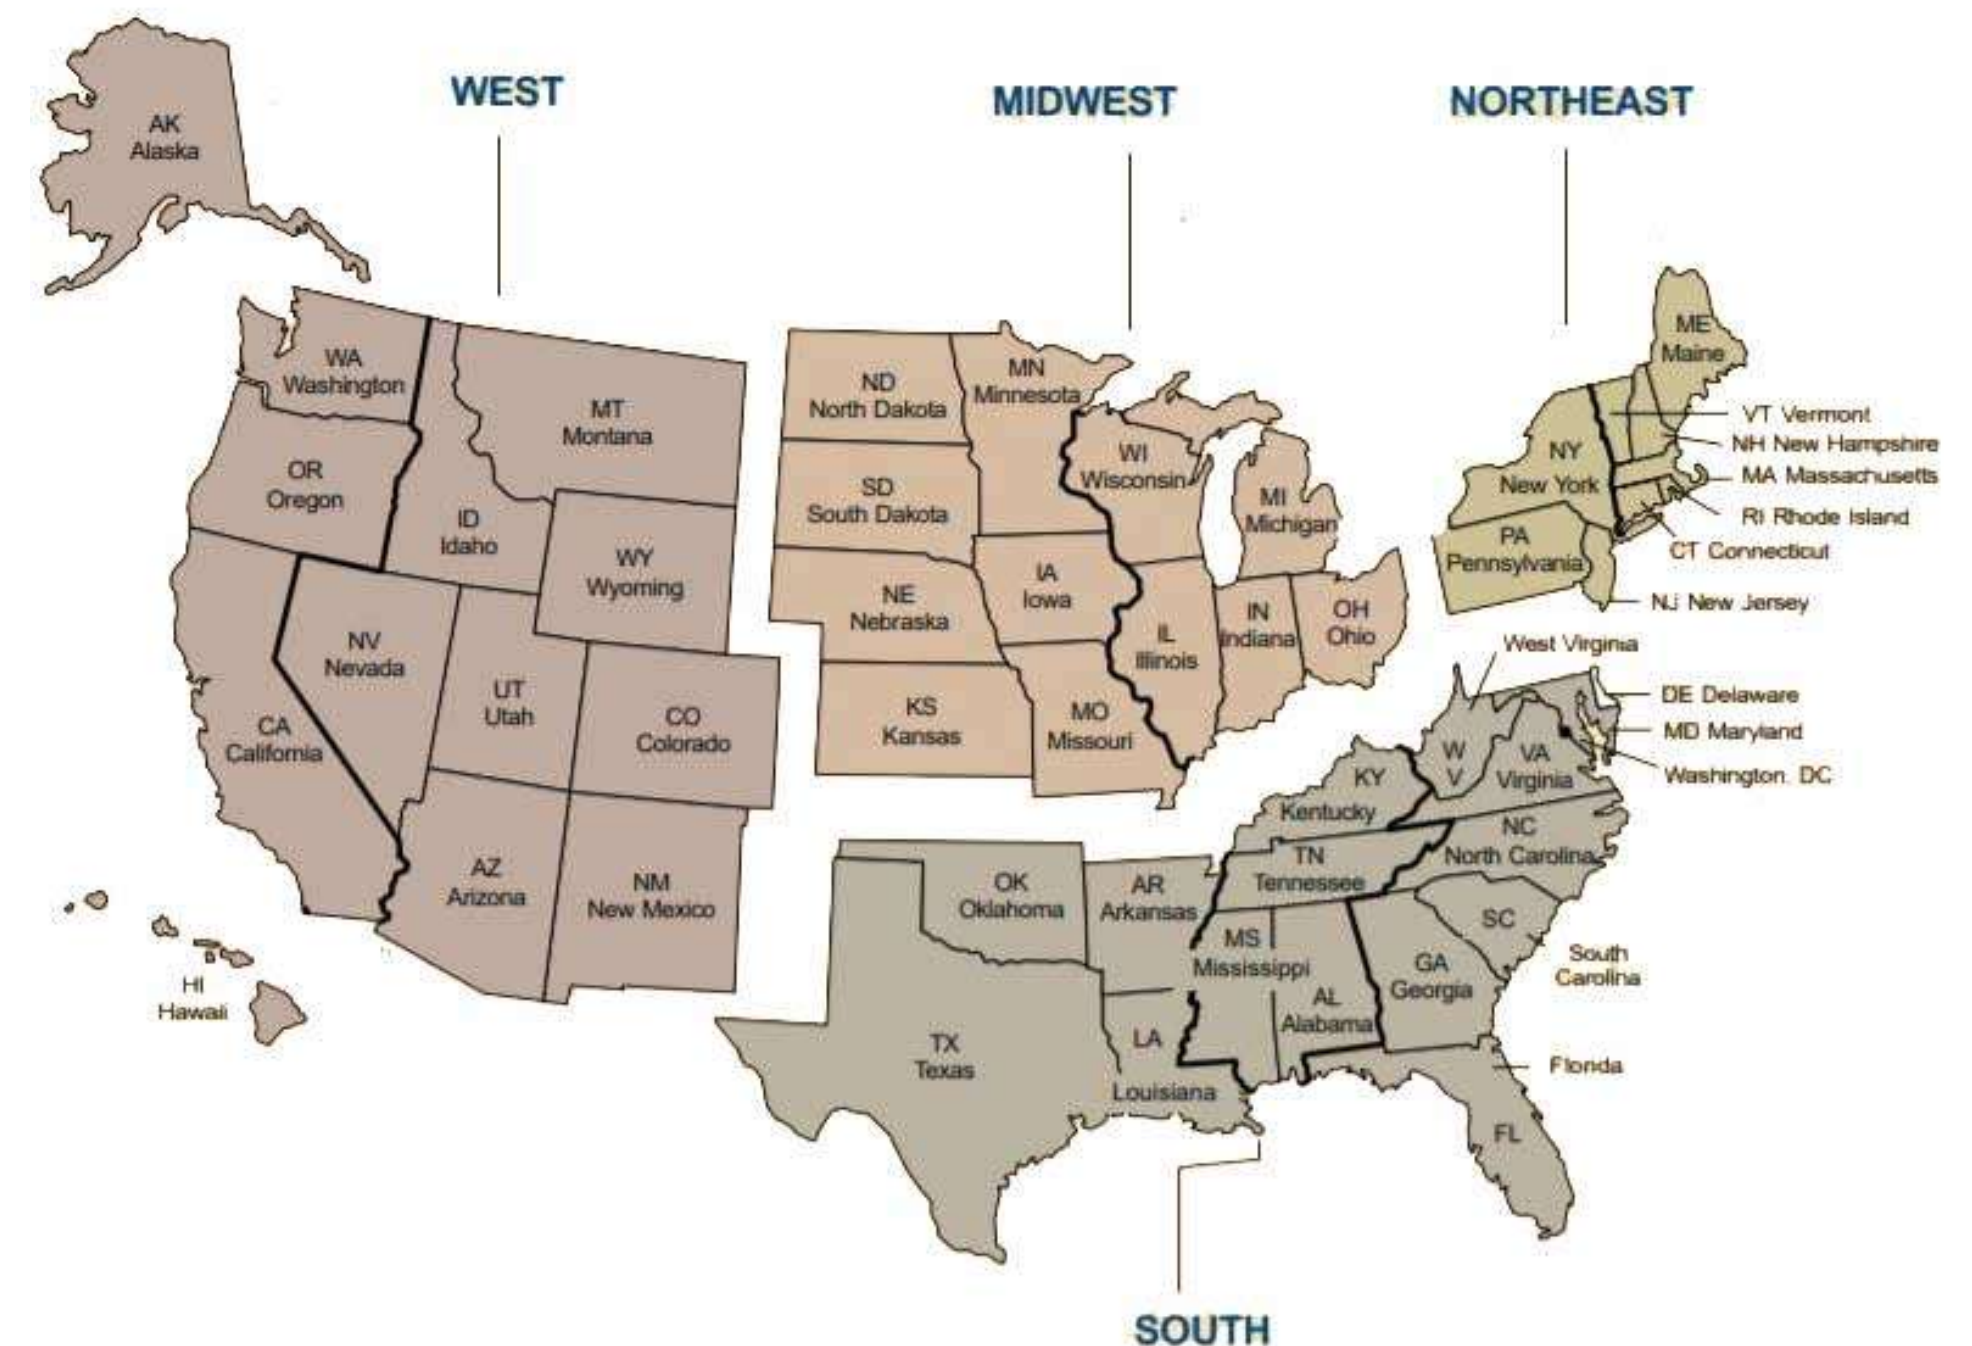 WEST
MIDWEST
NORTHEAST
AK
Alaska
WA
Washington
MT
Montana
OR
Oregon
ID
Idaho
WY
Wyoming
NV
Nevada
UT
Utah
CO
Colorado
CA
California
AZ
Arizona
NM
New Mexico
HI
Hawaii
ND
North Dakota
MN
Minnesota
SD
South Dakota
WI
Wisconsin
MI
Michigan
NE
Nebraska
IA
Iowa
IL
Illinois
IN
Indiana
OH
Ohio
KS
Kansas
MO
Missouri
ME
Maine
VT Vermont
NH New Hampshire
NY
New York
MA Massachusetts
RI Rhode Island
CT Connecticut
PA
Pennsylvania
NJ New Jersey
West Virginia
DE Delaware
MD Maryland
Washington DC
W
V
VA
Virginia
KY
Kentucky
NC
North Carolina
TN
Tennessee
OK
Oklahoma
AR
Arkansas
SC
South
Carolina
MS
Mississippi
AL
Alabama
GA
Georgia
TX
Texas
LA
Louisiana
Florida
FL
SOUTH